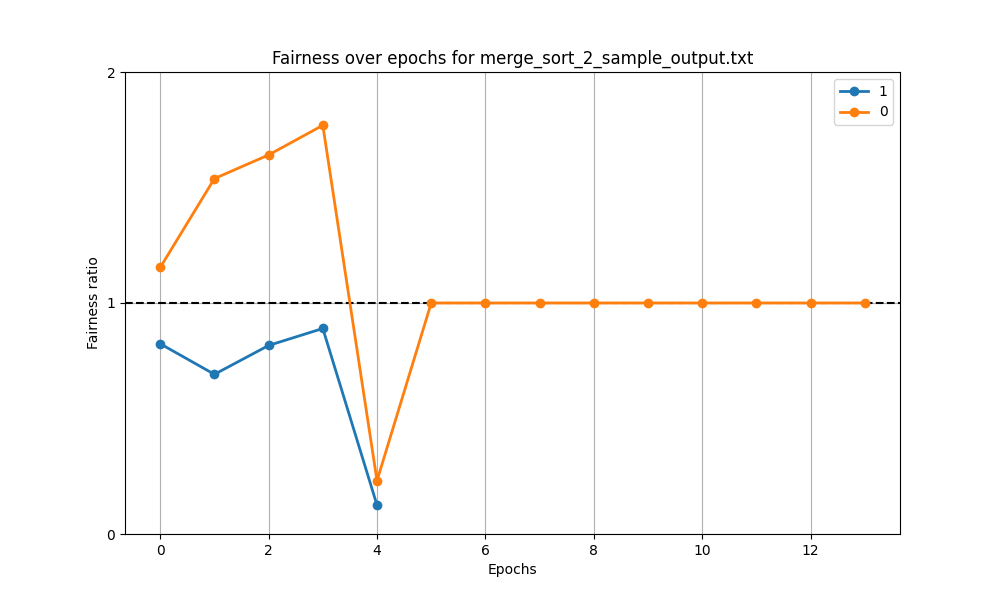 Fairness over epochs for merge_sort_2_sample_output.txt
2
1
0
Fairness ratio
1
0
0 2 4 6 8 10 12
Epochs